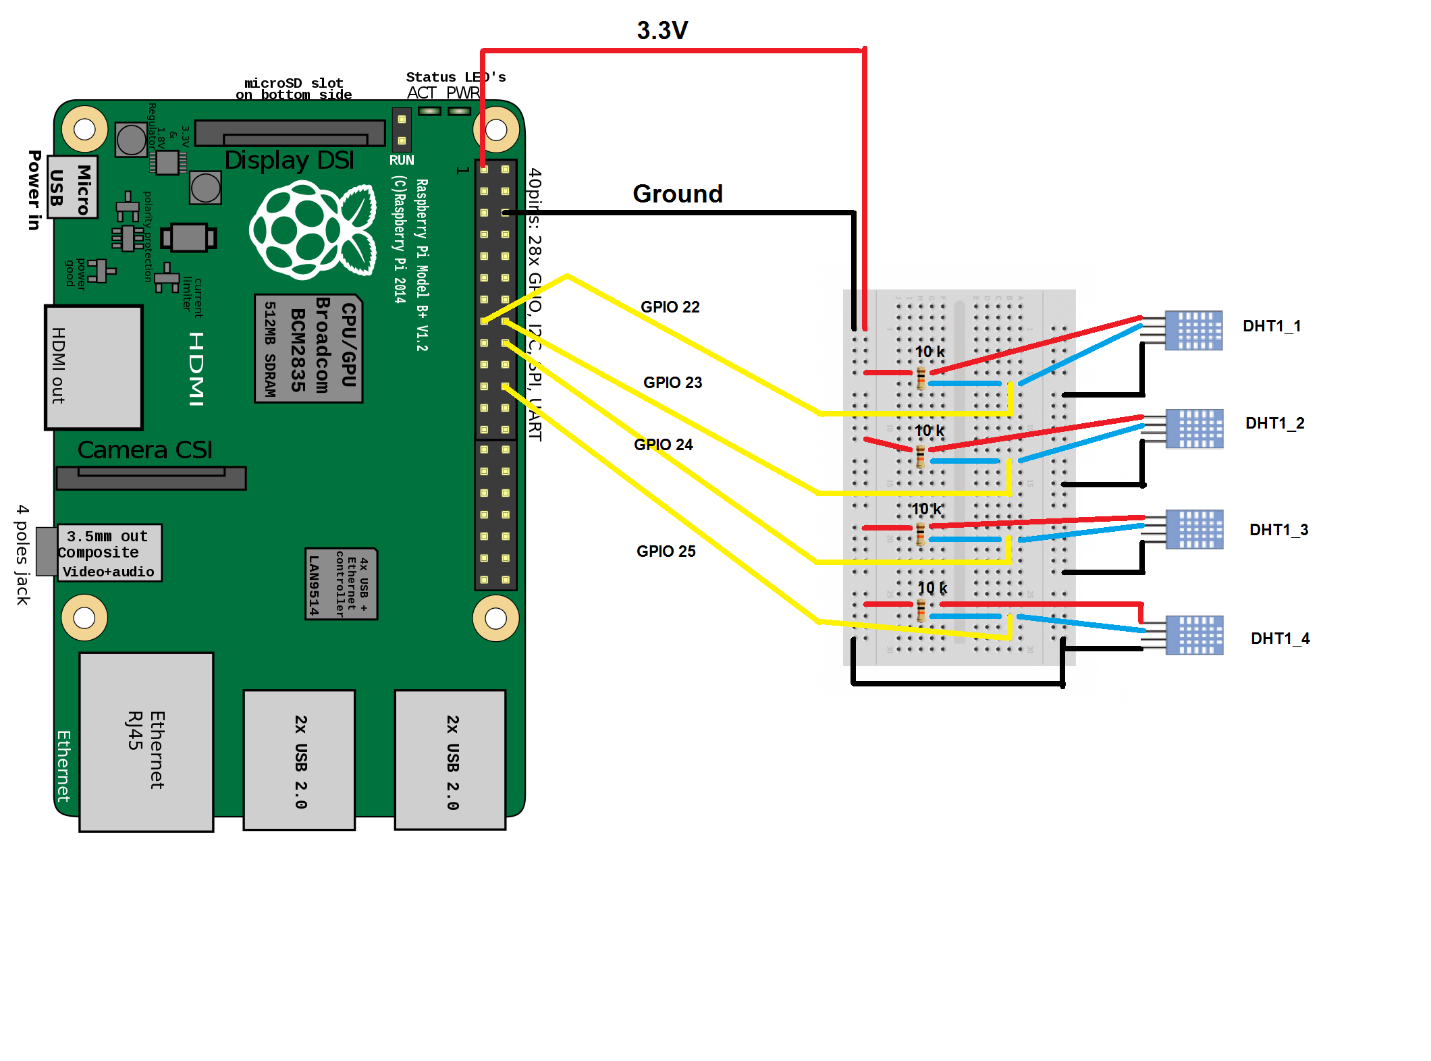 3.3V
microSD slot
on bottom side
Status LED's
ACT PWR
RUN
Display DSI
3.3V
&
1.8V
Regulator
Power in
Micro
USB
polarity protection
power
good
current
limiter
1
40pins: 28x GPIO, I2C, SPI, UART
Raspberry Pi Model B+ V1.2
(C)Raspberry Pi 2014
CPU/GPU
Broadcom
BCM2835
512MB SDRAM
HDMI
HDMI out
Camera CSI
4 poles jack
3.5mm out
Composite
Video+audio
4x USB +
Ethernet
controller
LAN9514
Ethernet
Ethernet
RJ45
2x USB 2.0
2x USB 2.0
Ground
GPIO 22
GPIO 23
GPIO 24
GPIO 25
10 k
10 k
10 k
10 k
DHT1_1
DHT1_2
DHT1_3
DHT1_4